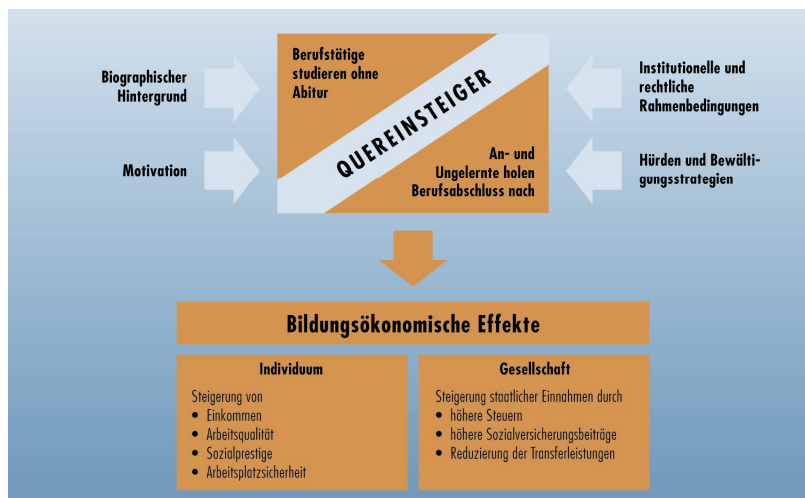 Biographischer
Hintergrund
Motivation
Berufstätige
studieren ohne
Abitur
QUEREINSTEIGER
An- und
Ungelernte holen
Berufsabschluss nach
Institutionelle und
rechtliche
Rahmenbedingungen
Hürden und Bewälti-
gungsstrategien
Bildungsökonomische Effekte
Individuum
Steigerung von
• Einkommen
• Arbeitsqualität
• Sozialprestige
• Arbeitsplatzsicherheit
Gesellschaft
Steigerung staatlicher Einnahmen durch
• höhere Steuern
• höhere Sozialversicherungsbeiträge
• Reduzierung der Transferleistungen